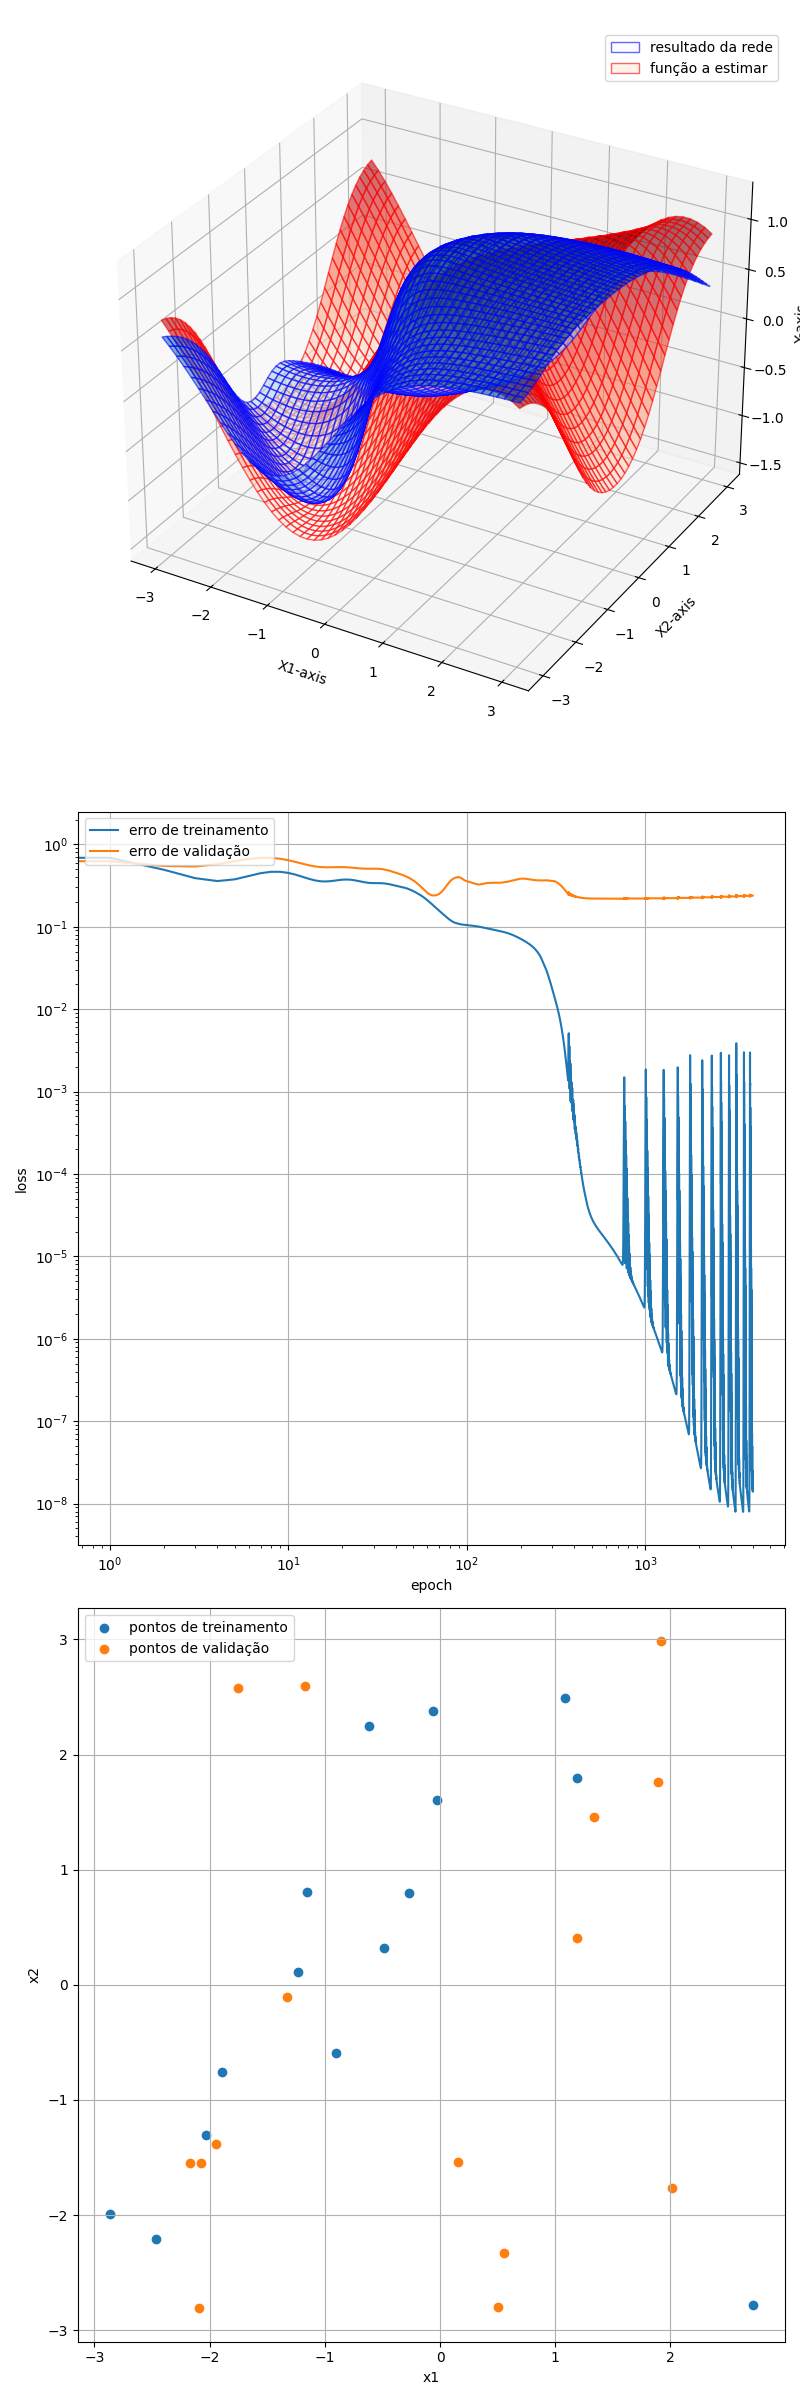 resultado da rede
função a estimar
1.0
0.5
0.0
−0.5
−1.0
−1.5
3
2
1
0
−1
−2
−3
X2-axis
−3
−2
−1
0
1
2
3
X1-axis
erro de treinamento
erro de validação
10⁰
10⁻¹
10⁻²
10⁻³
10⁻⁴
10⁻⁵
10⁻⁶
10⁻⁷
10⁻⁸
loss
10⁰ 10¹ 10² 10³
epoch
pontos de treinamento
pontos de validação
3
2
1
0
−1
−2
−3
x2
−3 −2 −1 0 1 2
x1